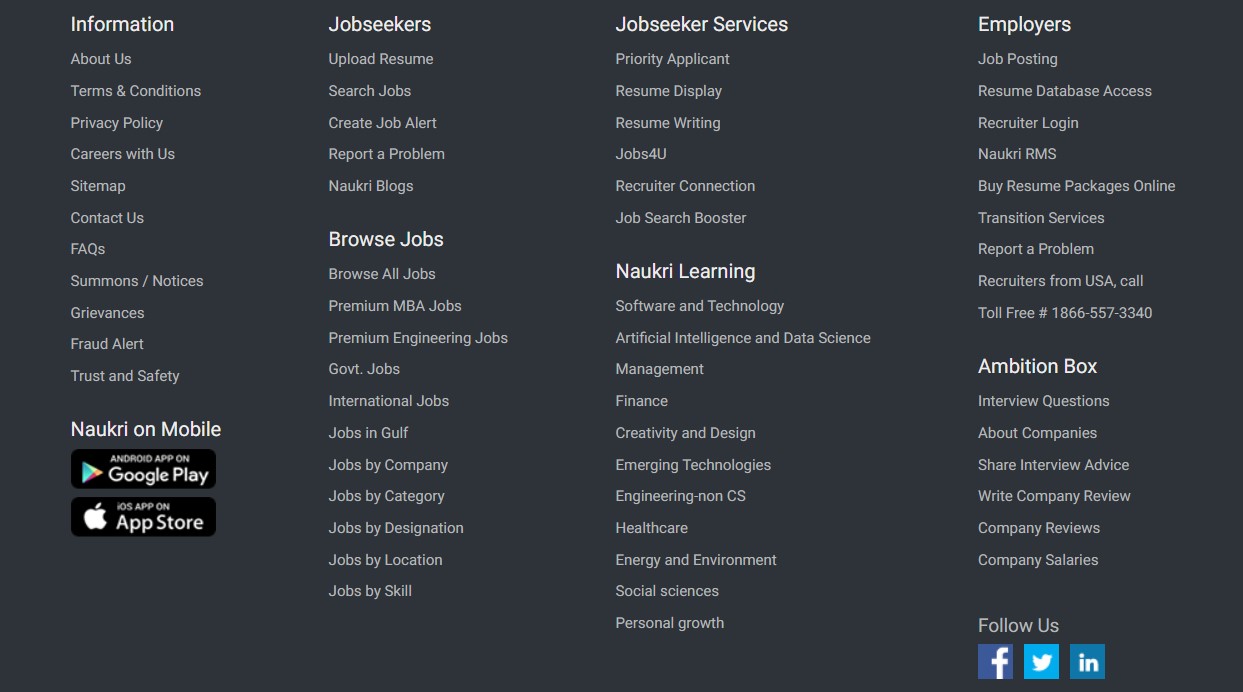 Information
About Us
Terms & Conditions
Privacy Policy
Careers with Us
Sitemap
Contact Us
FAQs
Summons / Notices
Grievances
Fraud Alert
Trust and Safety
Naukri on Mobile
ANDROID APP ON
Google Play
iOS APP ON
App Store
Jobseekers
Upload Resume
Search Jobs
Create Job Alert
Report a Problem
Naukri Blogs
Browse Jobs
Browse All Jobs
Premium MBA Jobs
Premium Engineering Jobs
Govt. Jobs
International Jobs
Jobs in Gulf
Jobs by Company
Jobs by Category
Jobs by Designation
Jobs by Location
Jobs by Skill
Jobseeker Services
Priority Applicant
Resume Display
Resume Writing
Jobs4U
Recruiter Connection
Job Search Booster
Naukri Learning
Software and Technology
Artificial Intelligence and Data Science
Management
Finance
Creativity and Design
Emerging Technologies
Engineering-non CS
Healthcare
Energy and Environment
Social sciences
Personal growth
Employers
Job Posting
Resume Database Access
Recruiter Login
Naukri RMS
Buy Resume Packages Online
Transition Services
Report a Problem
Recruiters from USA, call
Toll Free # 1866-557-3340
Ambition Box
Interview Questions
About Companies
Share Interview Advice
Write Company Review
Company Reviews
Company Salaries
Follow Us
f
in